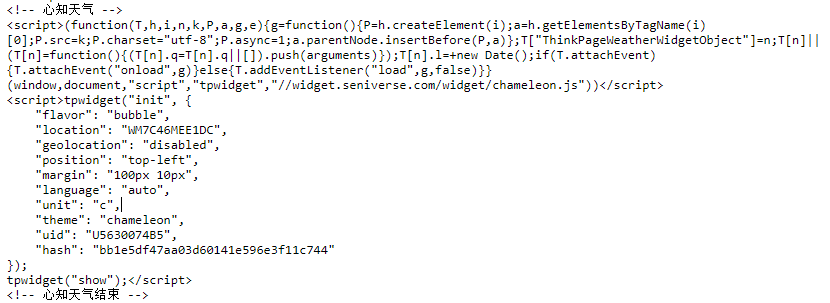 <!-- 心知天气 -->
<script>(function(T,h,i,n,k,P,a,g,e){g=function(){P=h.createElement(i);a=h.getElementsByTagName(i)
[0];P.src=k;P.charset="utf-8";P.async=1;a.parentNode.insertBefore(P,a)};T["ThinkPageWeatherWidgetObject"]=n;T[n]||
(T[n]=function(){(T[n].q=T[n].q||[]).push(arguments)});T[n].l=+new Date();if(T.attachEvent)
{T.attachEvent("onload",g)}else{T.addEventListener("load",g,false)}}
(window,document,"script","tpwidget","//widget.seniverse.com/widget/chameleon.js"))</script>
<script>tpwidget("init", {
    "flavor": "bubble",
    "location": "WM7C46MEE1DC",
    "geolocation": "disabled",
    "position": "top-left",
    "margin": "100px 10px",
    "language": "auto",
    "unit": "c",
    "theme": "chameleon",
    "uid": "U5630074B5",
    "hash": "bb1e5df47aa03d60141e596e3f11c744"
});
tpwidget("show");</script>
<!-- 心知天气结束 -->